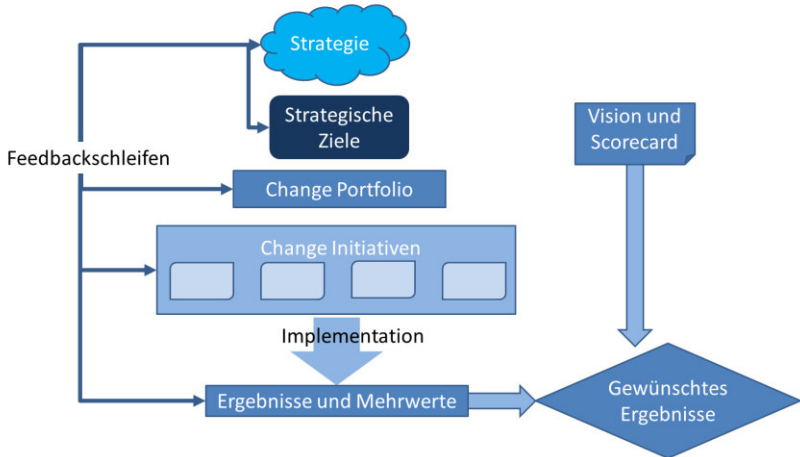 Strategie
Strategische
Ziele
Vision und
Scorecard
Feedbackschleifen
Change Portfolio
Change Initiativen
Implementation
Ergebnisse und Mehrwerte
Gewünschtes
Ergebnisse